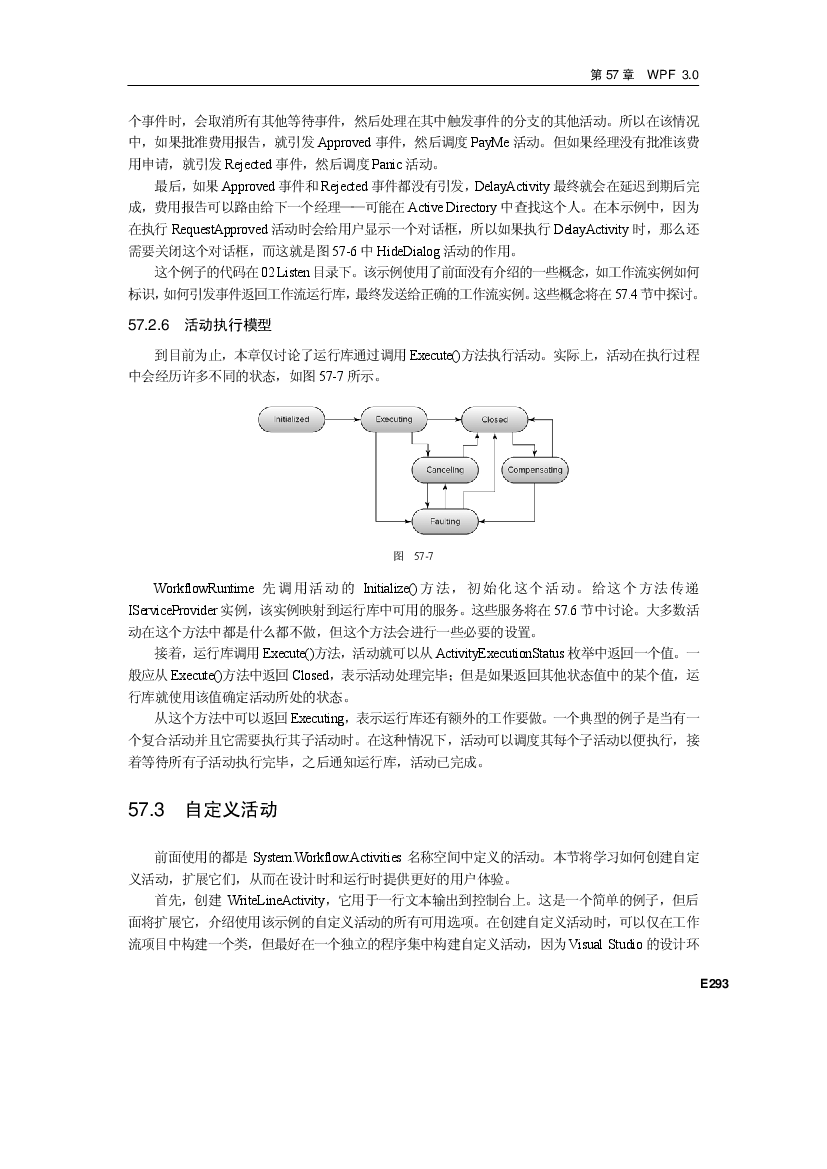 第 57 章 WPF 3.0
个事件时，会取消所有其他等待事件，然后处理在其中触发事件的分支的其他活动。所以在该情况
中，如果批准费用报告，就引发 Approved 事件，然后调度 PayMe 活动。但如果经理没有批准该费
用申请，就引发 Rejected 事件，然后调度 Panic 活动。
最后，如果 Approved 事件和 Rejected 事件都没有引发，DelayActivity 最终就会在延迟到期后完
成，费用报告可以路由给下一个经理——可能在 Active Directory 中查找这个人。在本示例中，因为
在执行 RequestApproved 活动时会给用户显示一个对话框，所以如果执行 DelayActivity 时，那么还
需要关闭这个对话框，而这就是图 57-6 中 HideDialog 活动的作用。
这个例子的代码在 02 Listen 目录下。该示例使用了前面没有介绍的一些概念，如工作流实例如何
标识，如何引发事件返回工作流运行库，最终发送给正确的工作流实例。这些概念将在 57.4 节中探讨。
57.2.6 活动执行模型
到目前为止，本章仅讨论了运行库通过调用 Execute()方法执行活动。实际上，活动在执行过程
中会经历许多不同的状态，如图 57-7 所示。
Initialized Executing Closed
Canceling Compensating
Faulting
图 57-7
WorkflowRuntime 先调用活动的 Initialize()方法，初始化这个活动。给这个方法传递
IServiceProvider 实例，该实例映射到运行库中可用的服务。这些服务将在 57.6 节中讨论。大多数活
动在这个方法中都是什么都不做，但这个方法会进行一些必要的设置。
接着，运行库调用 Execute()方法，活动就可以从 ActivityExecutionStatus 枚举中返回一个值。一
般应从 Execute()方法中返回 Closed，表示活动处理完毕；但是如果返回其他状态值中的某个值，运
行库就使用该值确定活动所处的状态。
从这个方法中可以返回 Executing，表示运行库还有额外的工作要做。一个典型的例子是当有一
个复合活动并且它需要执行其子活动时。在这种情况下，活动可以调度其每个子活动以便执行，接
着等待所有子活动执行完毕，之后通知运行库，活动已完成。
57.3 自定义活动
前面使用的都是 System.Workflow.Activities 名称空间中定义的活动。本节将学习如何创建自定
义活动，扩展它们，从而在设计时和运行时提供更好的用户体验。
首先，创建 WriteLineActivity，它用于一行文本输出到控制台上。这是一个简单的例子，但后
面将扩展它，介绍使用该示例的自定义活动的所有可用选项。在创建自定义活动时，可以仅在工作
流项目中构建一个类，但最好在一个独立的程序集中构建自定义活动，因为 Visual Studio 的设计环
E293